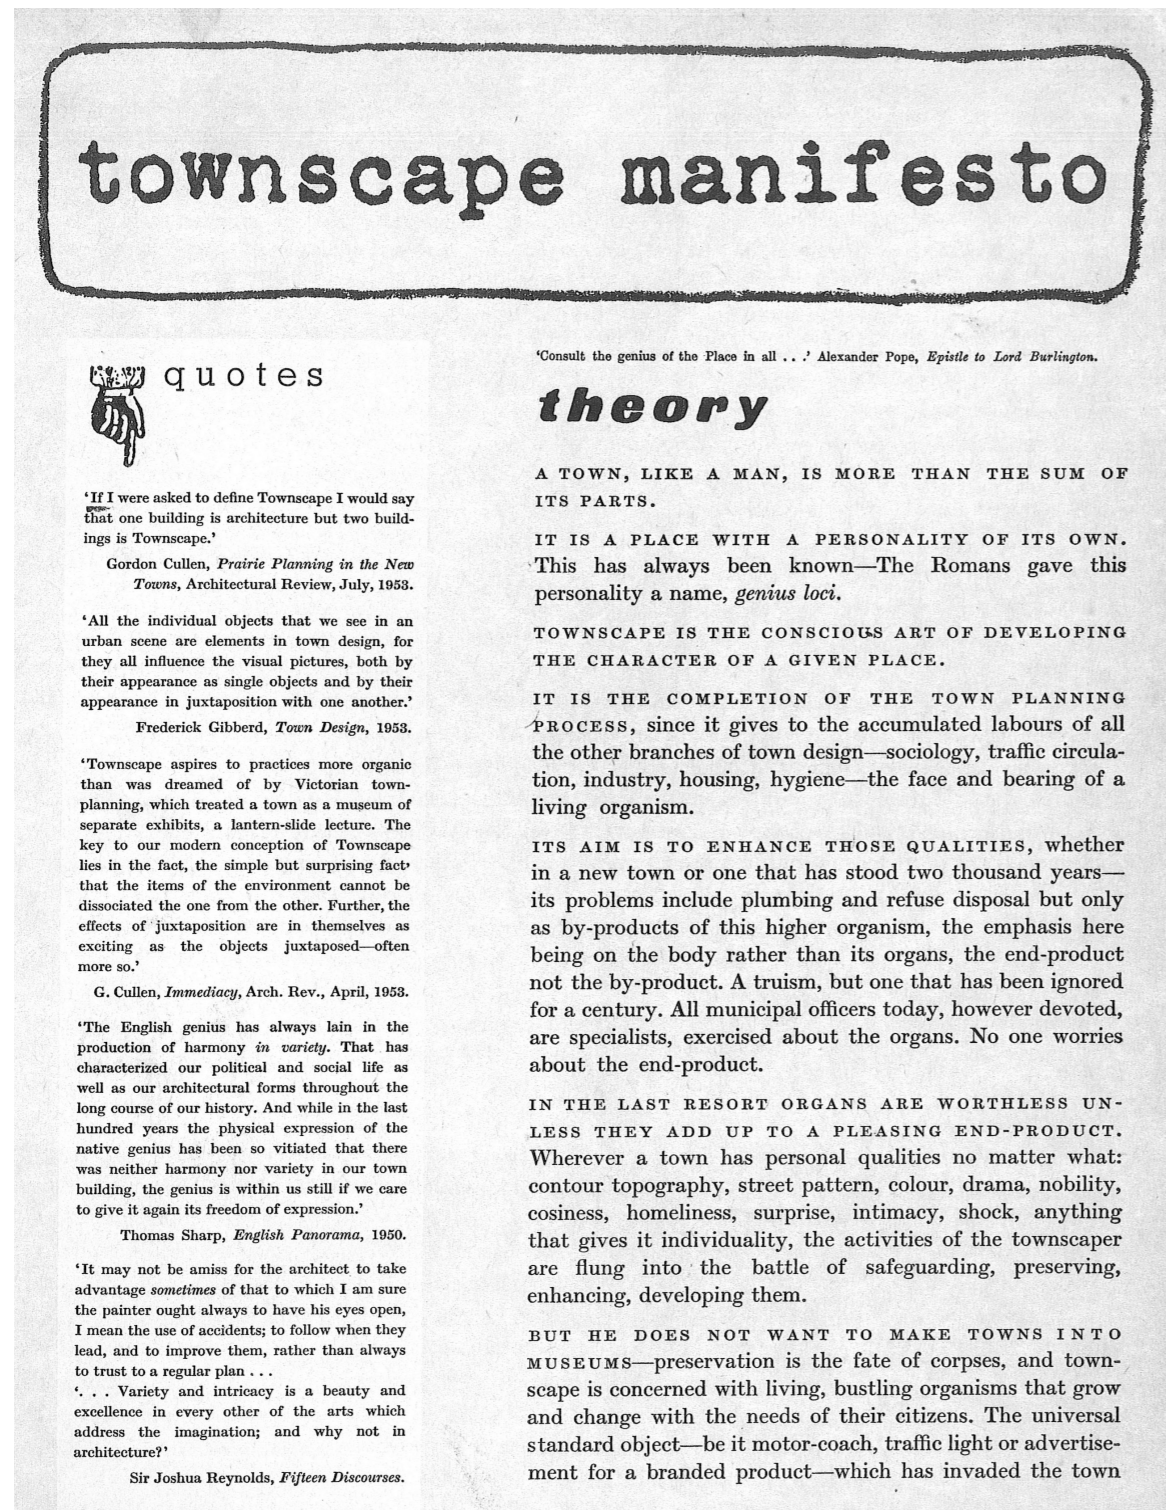 townscape manifesto
quotes
‘If I were asked to define Townscape I would say
that one building is architecture but two build-
ings is Townscape.’
Gordon Cullen, Prairie Planning in the New
Towns, Architectural Review, July, 1953.
‘All the individual objects that we see in an
urban scene are elements in town design, for
they all influence the visual pictures, both by
their appearance as single objects and by their
appearance in juxtaposition with one another.’
Frederick Gibberd, Town Design, 1953.
‘Townscape aspires to practices more organic
than was dreamed of by Victorian town-
planning, which treated a town as a museum of
separate exhibits, a lantern-slide lecture. The
key to our modern conception of Townscape
lies in the fact, the simple but surprising fact,
that the items of the environment cannot be
dissociated the one from the other. Further, the
effects of juxtaposition are in themselves as
exciting as the objects juxtaposed—often
more so.’
G. Cullen, Immediacy, Arch. Rev., April, 1953.
‘The English genius has always lain in the
production of harmony in variety. That has
characterized our political and social life as
well as our architectural forms throughout the
long course of our history. And while in the last
hundred years the physical expression of the
native genius has been so vitiated that there
was neither harmony nor variety in our town
building, the genius is within us still if we care
to give it again its freedom of expression.’
Thomas Sharp, English Panorama, 1950.
‘It may not be amiss for the architect to take
advantage sometimes of that to which I am sure
the painter ought always to have his eyes open,
I mean the use of accidents; to follow when they
lead, and to improve them, rather than always
to trust to a regular plan . . .
‘. . . Variety and intricacy is a beauty and
excellence in every other of the arts which
address the imagination; and why not in
architecture?’
Sir Joshua Reynolds, Fifteen Discourses.
‘Consult the genius of the Place in all . . .’ Alexander Pope, Epistle to Lord Burlington.
theory
A TOWN, LIKE A MAN, IS MORE THAN THE SUM OF
ITS PARTS.
IT IS A PLACE WITH A PERSONALITY OF ITS OWN.
This has always been known—The Romans gave this
personality a name, genius loci.
TOWNSCAPE IS THE CONSCIOUS ART OF DEVELOPING
THE CHARACTER OF A GIVEN PLACE.
IT IS THE COMPLETION OF THE TOWN PLANNING
PROCESS, since it gives to the accumulated labours of all
the other branches of town design—sociology, traffic circula-
tion, industry, housing, hygiene—the face and bearing of a
living organism.
ITS AIM IS TO ENHANCE THOSE QUALITIES, whether
in a new town or one that has stood two thousand years—
its problems include plumbing and refuse disposal but only
as by-products of this higher organism, the emphasis here
being on the body rather than its organs, the end-product
not the by-product. A truism, but one that has been ignored
for a century. All municipal officers today, however devoted,
are specialists, exercised about the organs. No one worries
about the end-product.
IN THE LAST RESORT ORGANS ARE WORTHLESS UN-
LESS THEY ADD UP TO A PLEASING END-PRODUCT.
Wherever a town has personal qualities no matter what:
contour topography, street pattern, colour, drama, nobility,
cosiness, homeliness, surprise, intimacy, shock, anything
that gives it individuality, the activities of the townscaper
are flung into the battle of safeguarding, preserving,
enhancing, developing them.
BUT HE DOES NOT WANT TO MAKE TOWNS INTO
MUSEUMS—preservation is the fate of corpses, and town-
scape is concerned with living, bustling organisms that grow
and change with the needs of their citizens. The universal
standard object—be it motor-coach, traffic light or advertise-
ment for a branded product—which has invaded the town